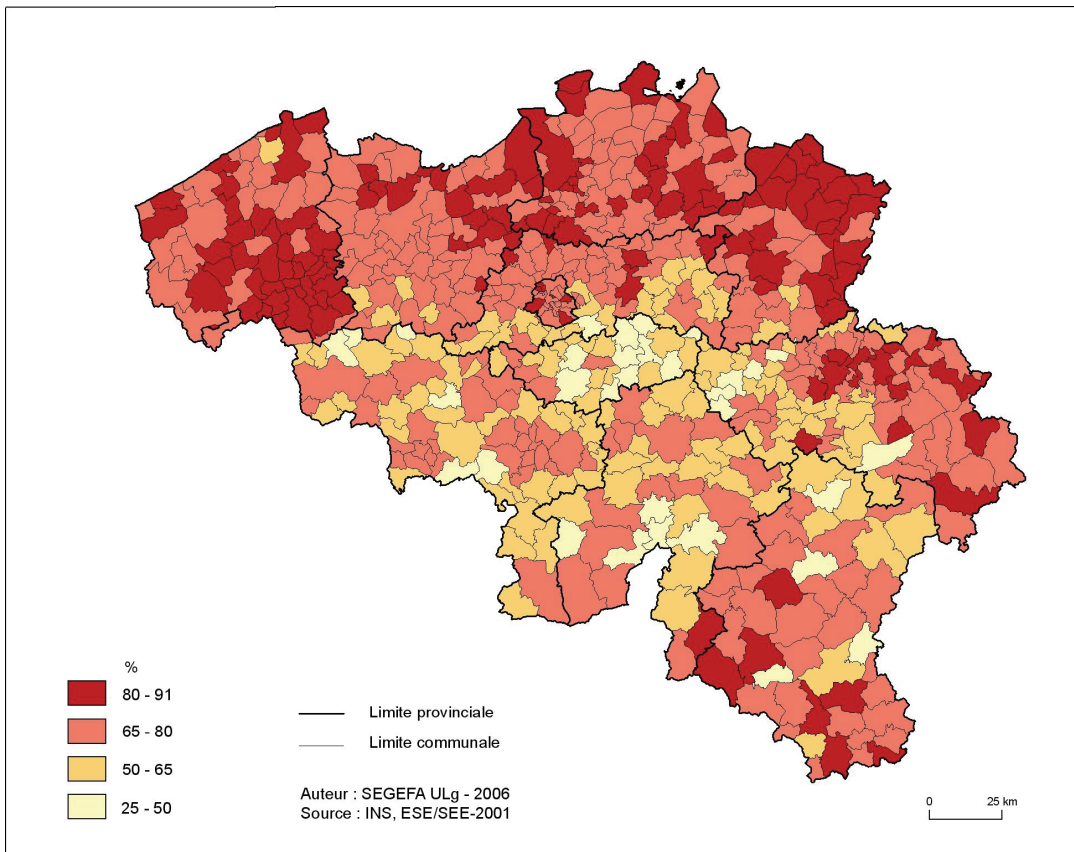 %
80 - 91
65 - 80
50 - 65
25 - 50
Limite provinciale
Limite communale
Auteur : SEGEFA ULg - 2006
Source : INS, ESE/SEE-2001
0 25 km